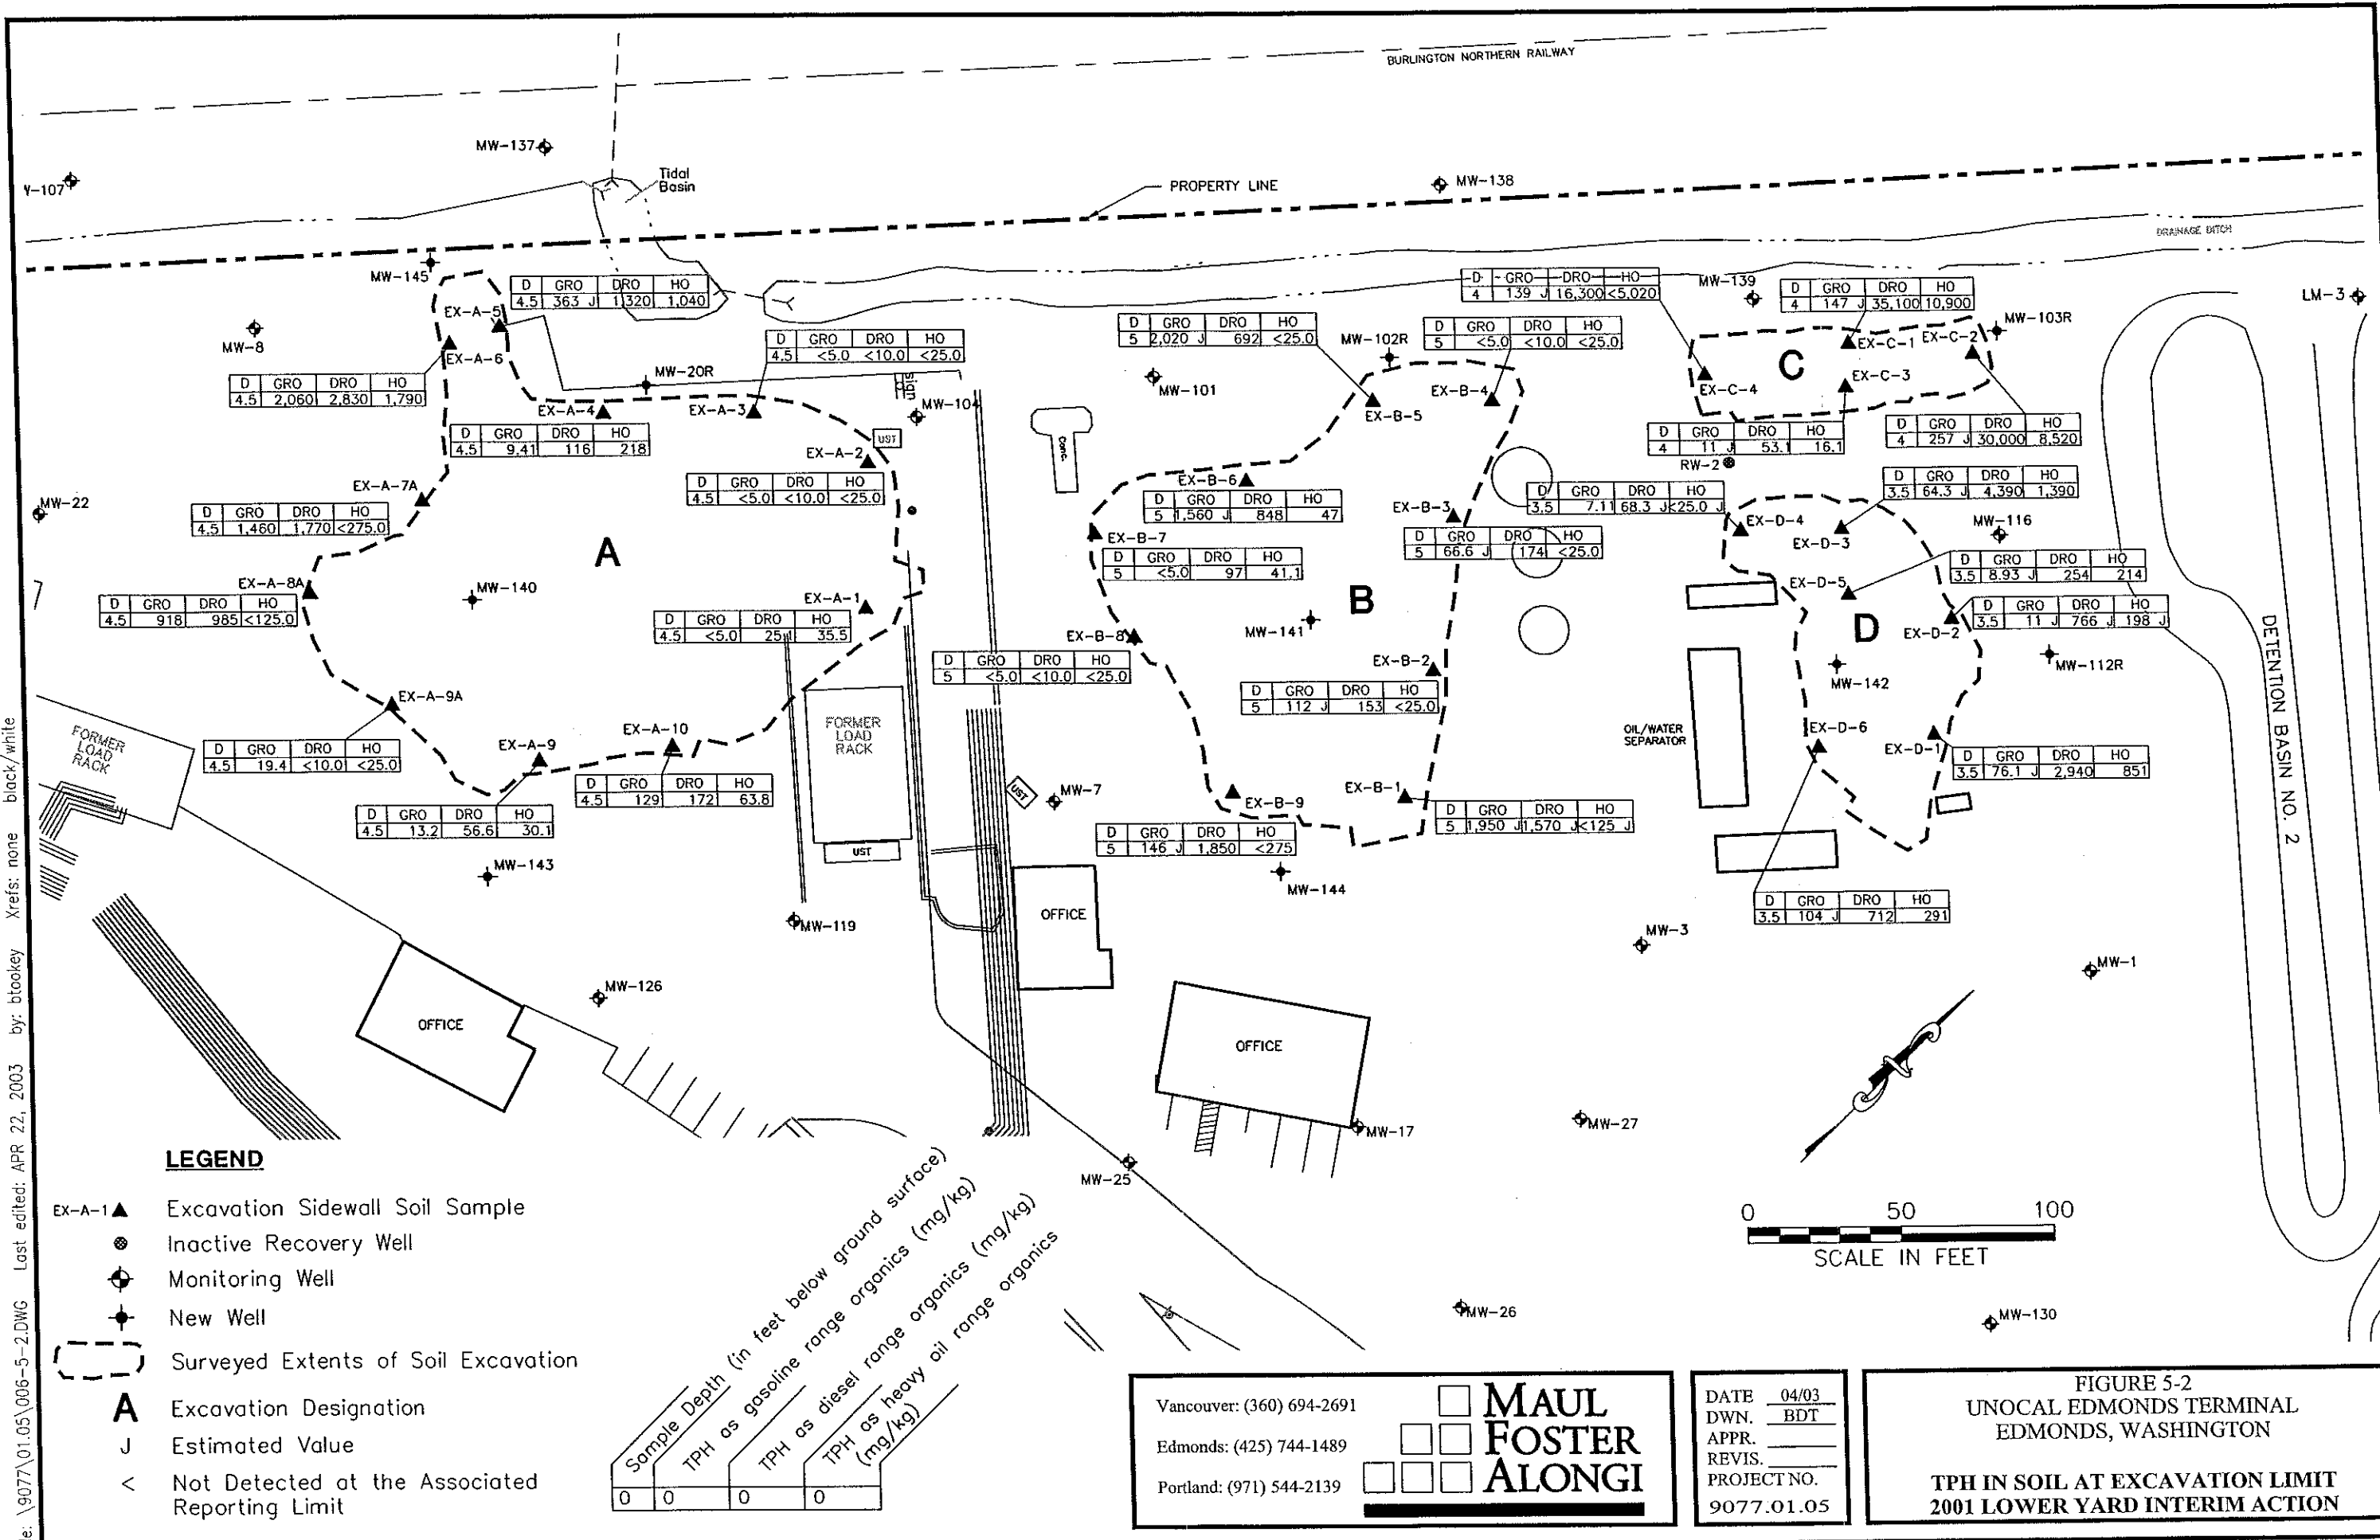 BURLINGTON NORTHERN RAILWAY
MW-137
Y-107
Tidal
Basin
PROPERTY LINE
MW-138
DRAINAGE DITCH
MW-145
D GRO DRO HO
4.5 363 J 1,320 1,040
EX-A-5
MW-8
EX-A-6
D GRO DRO HO
4.5 2,060 2,830 1,790
D GRO DRO HO
4.5 <5.0 <10.0 <25.0
MW-20R
sign
MW-104
EX-A-4
EX-A-3
UST
D GRO DRO HO
4.5 9.41 116 218
EX-A-2
D GRO DRO HO
4.5 <5.0 <10.0 <25.0
MW-22
EX-A-7A
D GRO DRO HO
4.5 1,460 1,770 <275.0
A
EX-A-8A
MW-140
D GRO DRO HO
4.5 918 985 <125.0
EX-A-1
D GRO DRO HO
4.5 <5.0 251 35.5
EX-A-9A
D GRO DRO HO
4.5 19.4 <10.0 <25.0
EX-A-9
EX-A-10
D GRO DRO HO
4.5 129 172 63.8
D GRO DRO HO
4.5 13.2 56.6 30.1
FORMER
LOAD
RACK
FORMER
LOAD
RACK
UST
MW-143
MW-119
MW-126
OFFICE
D GRO DRO HO
5 2,020 J 692 <25.0
MW-101
Conc.
MW-102R
D GRO DRO HO
5 <5.0 <10.0 <25.0
EX-B-4
EX-B-5
EX-B-6
D GRO DRO HO
5 1,560 J 848 47
EX-B-7
D GRO DRO HO
5 <5.0 97 41.1
EX-B-3
D GRO DRO HO
5 66.6 J 174 <25.0
B
MW-141
EX-B-8
D GRO DRO HO
5 <5.0 <10.0 <25.0
EX-B-2
D GRO DRO HO
5 112 J 153 <25.0
UST
MW-7
EX-B-9
D GRO DRO HO
5 146 J 1,850 <275
EX-B-1
D GRO DRO HO
5 1,950 J 1,570 J <125 J
MW-144
OFFICE
OFFICE
MW-17
MW-25
MW-27
MW-26
D GRO DRO HO
4 139 J 16,300 <5,020
MW-139
D GRO DRO HO
4 147 J 35,100 10,900
LM-3
MW-103R
EX-C-1
EX-C-2
C
EX-C-3
EX-C-4
D GRO DRO HO
4 11 J 53.1 16.1
RW-2
D GRO DRO HO
4 257 J 30,000 8,520
D GRO DRO HO
3.5 7.11 68.3 J <25.0 J
D GRO DRO HO
3.5 64.3 J 4,390 1,390
EX-D-4
EX-D-3
MW-116
D GRO DRO HO
3.5 8.93 J 254 214
EX-D-5
D GRO DRO HO
3.5 11 J 766 J 198 J
D
EX-D-2
MW-112R
MW-142
OIL/WATER
SEPARATOR
EX-D-6
EX-D-1
D GRO DRO HO
3.5 76.1 J 2,940 851
D GRO DRO HO
3.5 104 J 712 291
DETENTION BASIN NO. 2
MW-3
MW-1
MW-130
0 50 100
SCALE IN FEET
LEGEND
EX-A-1 Excavation Sidewall Soil Sample
Inactive Recovery Well
Monitoring Well
New Well
Surveyed Extents of Soil Excavation
A Excavation Designation
J Estimated Value
< Not Detected at the Associated
Reporting Limit
Sample Depth (in feet below ground surface)
TPH as gasoline range organics (mg/kg)
TPH as diesel range organics (mg/kg)
TPH as heavy oil range organics
(mg/kg)
0 0 0 0
Vancouver: (360) 694-2691
Edmonds: (425) 744-1489
Portland: (971) 544-2139
MAUL
FOSTER
ALONGI
DATE 04/03
DWN. BDT
APPR.
REVIS.
PROJECT NO.
9077.01.05
FIGURE 5-2
UNOCAL EDMONDS TERMINAL
EDMONDS, WASHINGTON
TPH IN SOIL AT EXCAVATION LIMIT
2001 LOWER YARD INTERIM ACTION
e: \9077\01.05\006-5-2.DWG Last edited: APR 22, 2003 by: btookey Xrefs: none black/white